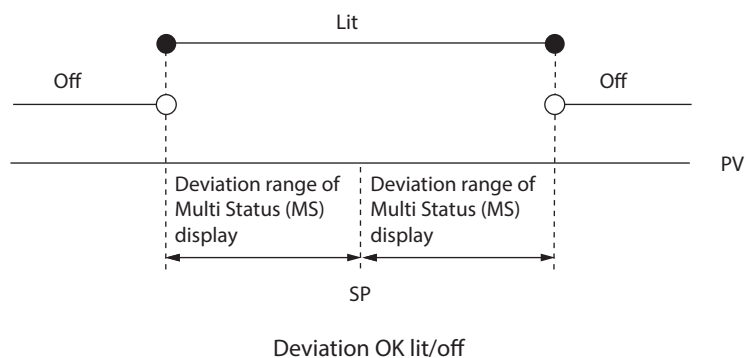 Lit
Off
Off
PV
Deviation range of
Multi Status (MS)
display
Deviation range of
Multi Status (MS)
display
SP
Deviation OK lit/off